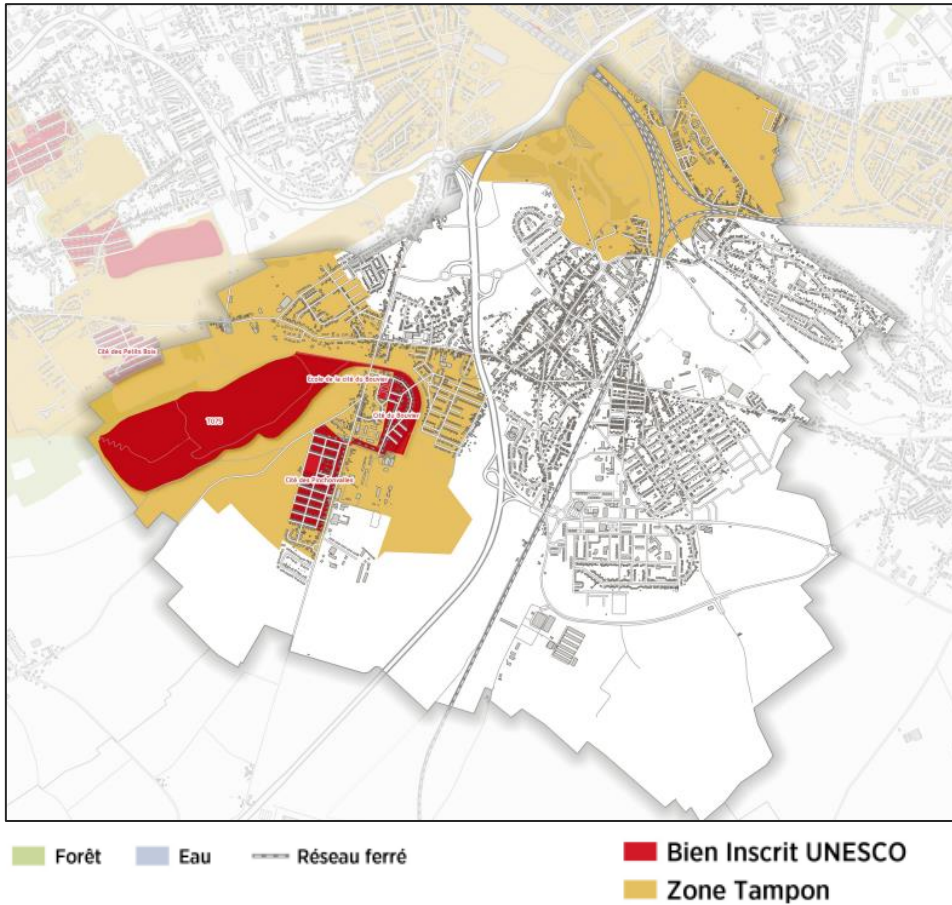 Cité des Petits Bois
Ecole de la cité du Bouvier
T075
Cité du Bouvier
Cité des Pinchonvalles
Forêt
Eau
Réseau ferré
Bien Inscrit UNESCO
Zone Tampon